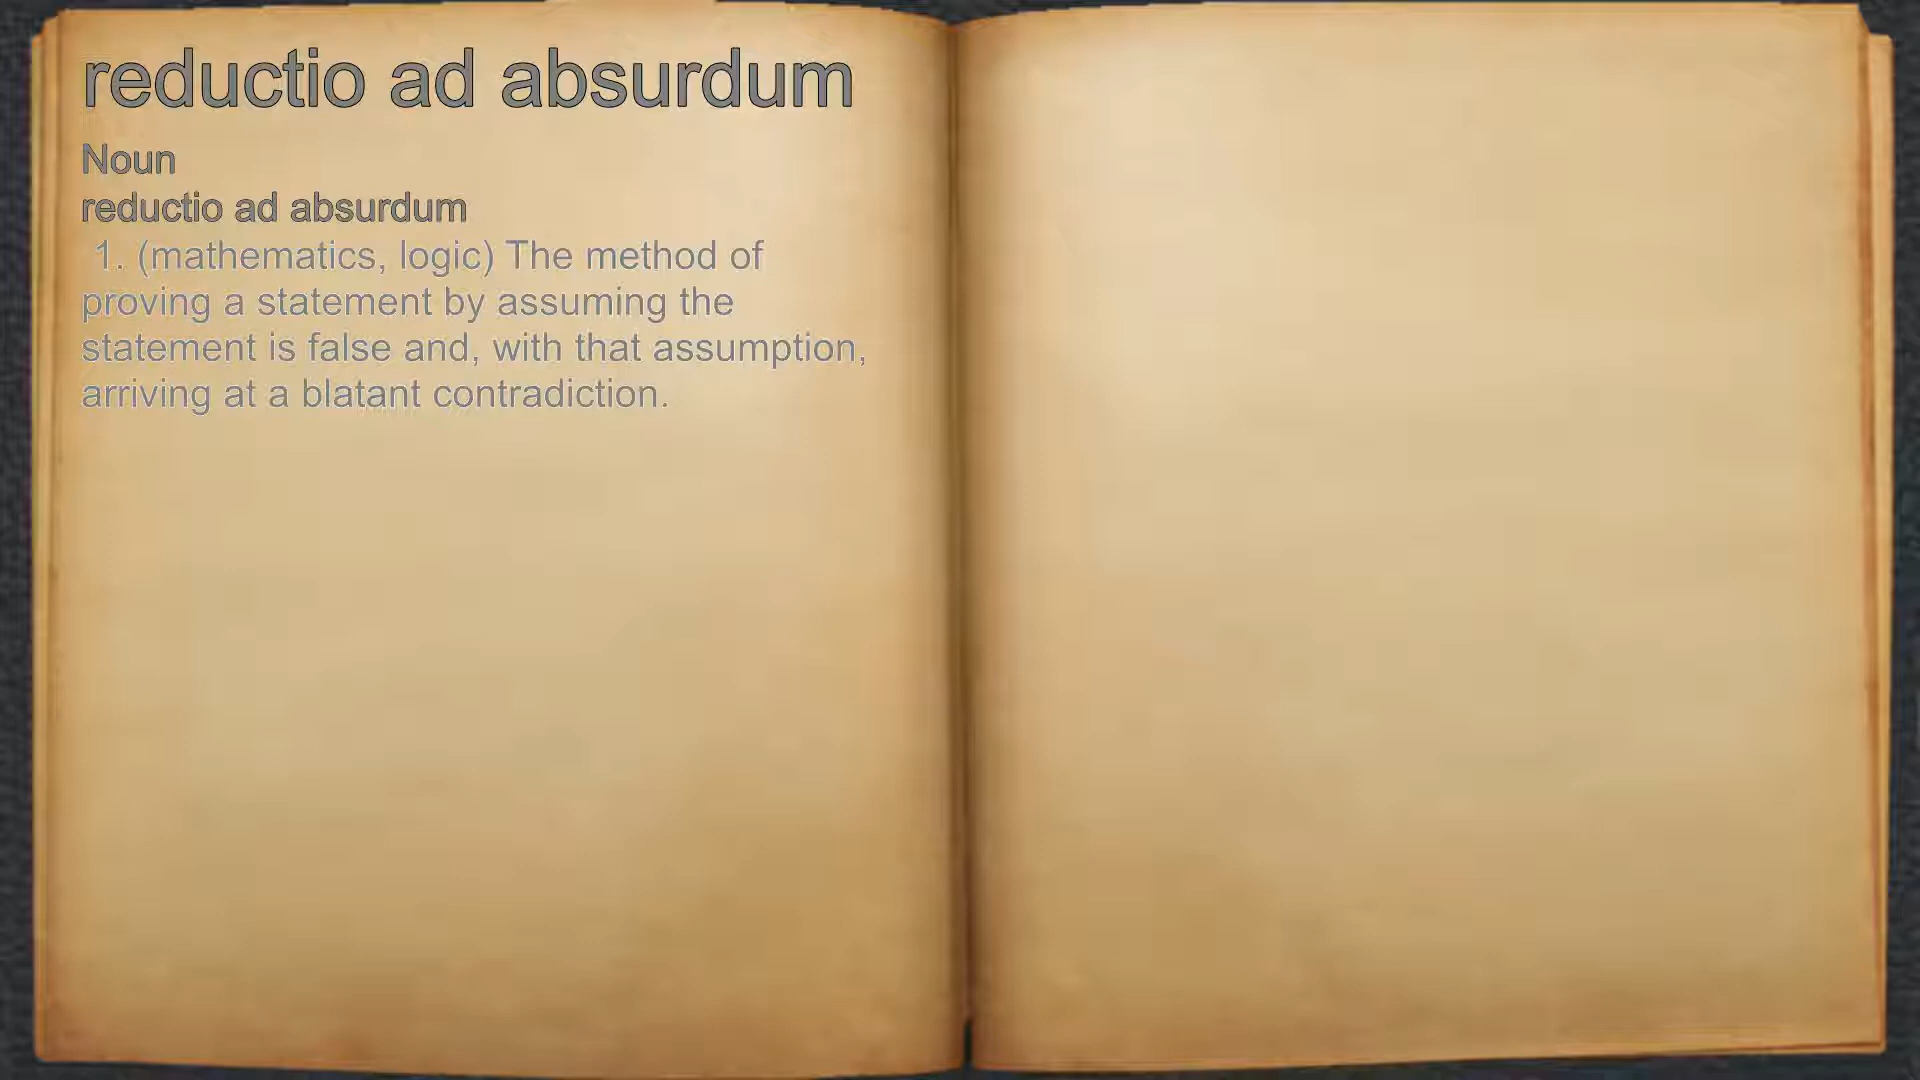 reductio ad absurdum
Noun
reductio ad absurdum
1. (mathematics, logic) The method of
proving a statement by assuming the
statement is false and, with that assumption,
arriving at a blatant contradiction.